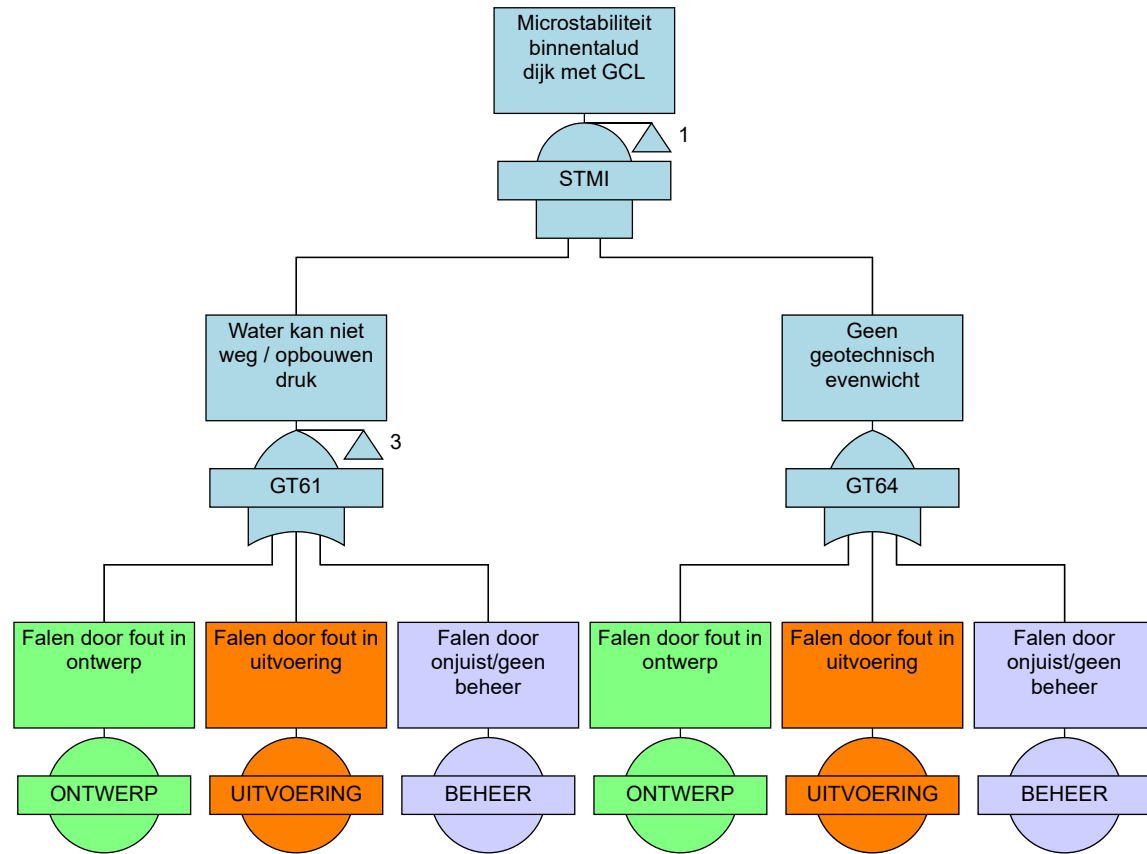 Microstabiliteit
binnentalud
dijk met GCL
1
STMI
Water kan niet
weg / opbouwen
druk
3
GT61
Geen
geotechnisch
evenwicht
GT64
Falen door fout in
ontwerp
Falen door fout in
uitvoering
Falen door
onjuist/geen
beheer
Falen door fout in
ontwerp
Falen door fout in
uitvoering
Falen door
onjuist/geen
beheer
ONTWERP
UITVOERING
BEHEER
ONTWERP
UITVOERING
BEHEER